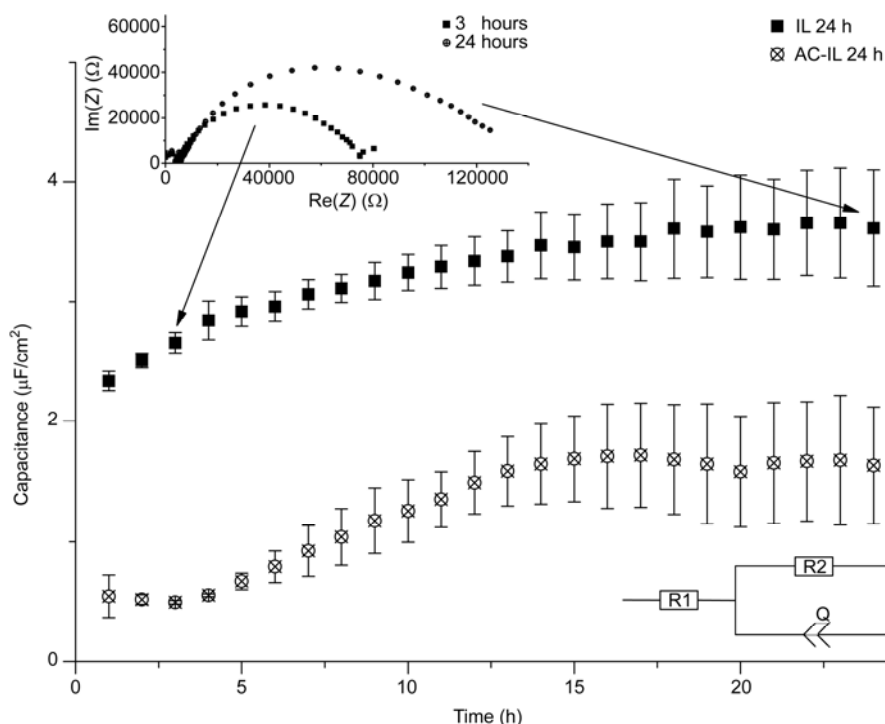 3 hours
24 hours
IL 24 h
AC-IL 24 h
60000
40000
20000
0
Im(Z) (Ω)
0 40000 80000 120000
Re(Z) (Ω)
4
2
0
Capacitance (μF/cm²)
R1
R2
Q
0 5 10 15 20
Time (h)